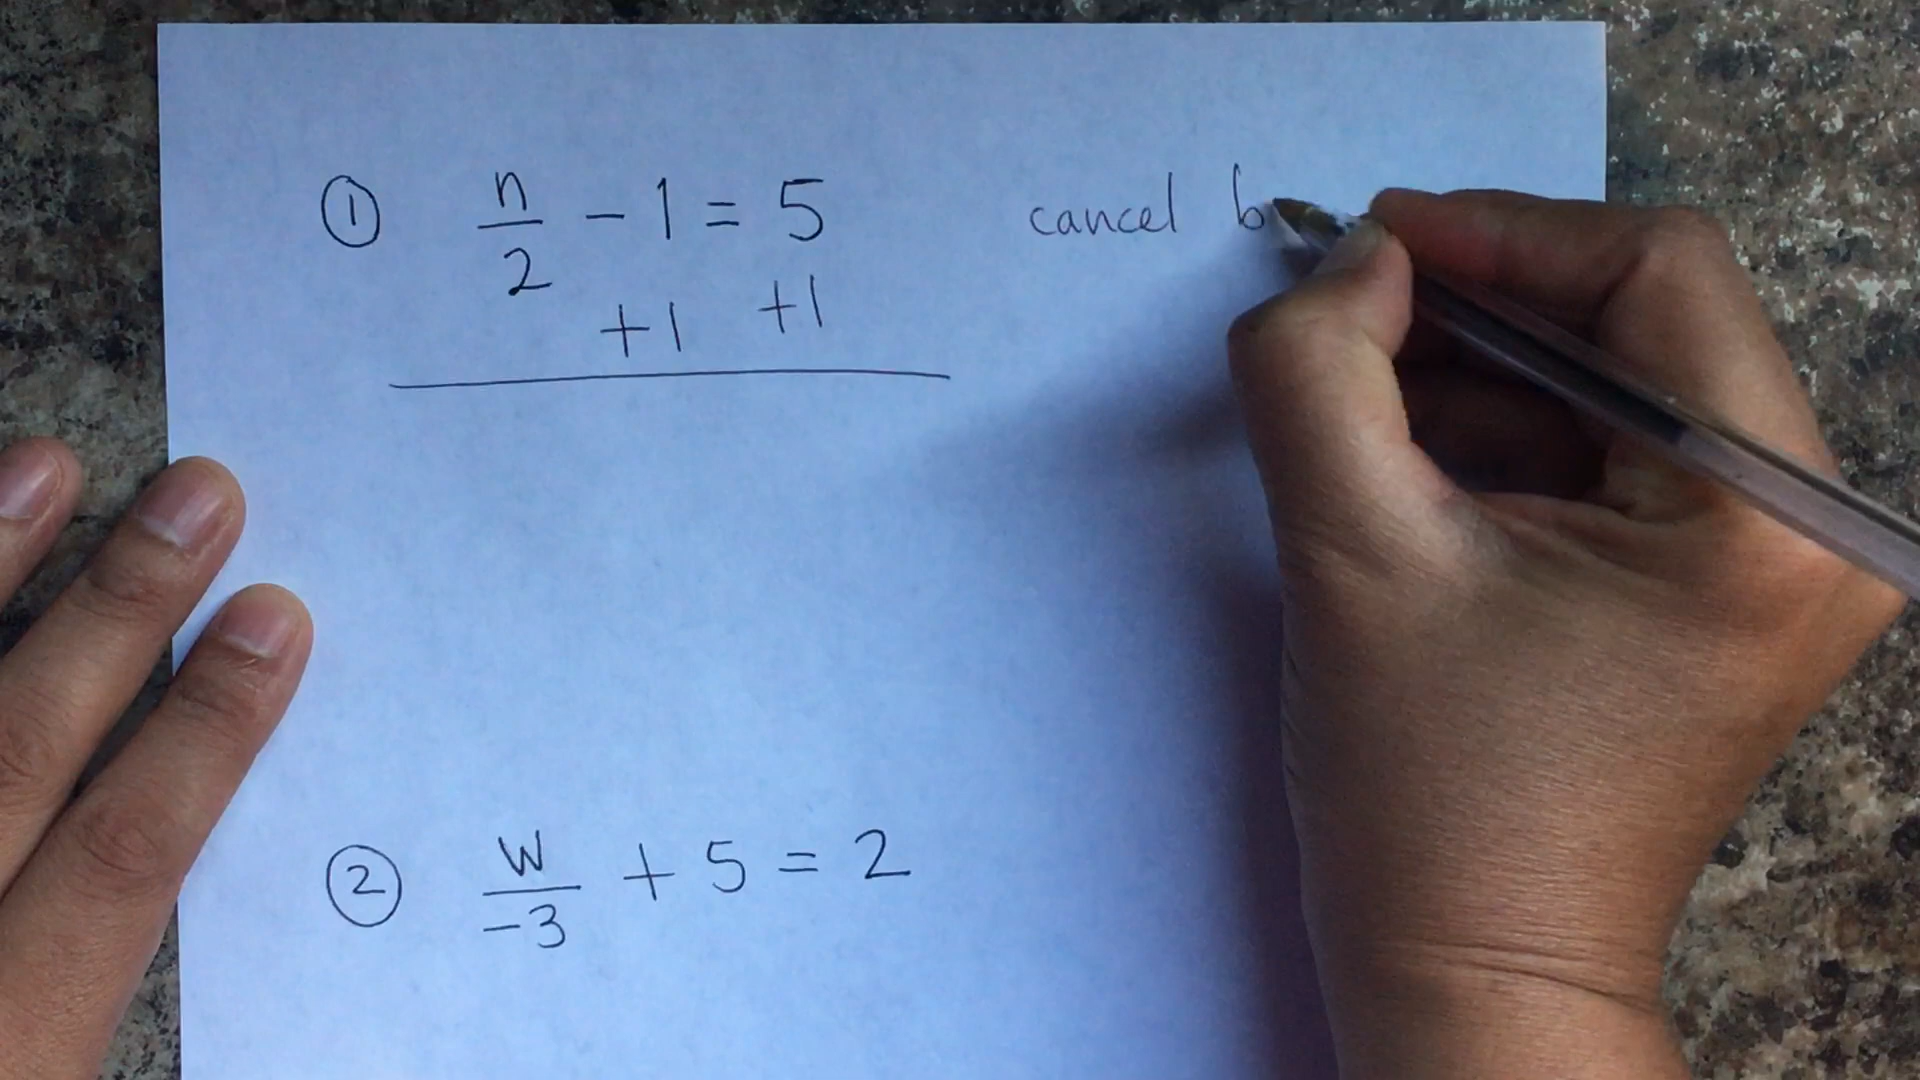 ① n/2 - 1 = 5 cancel b
+1 +1
② w/-3 + 5 = 2